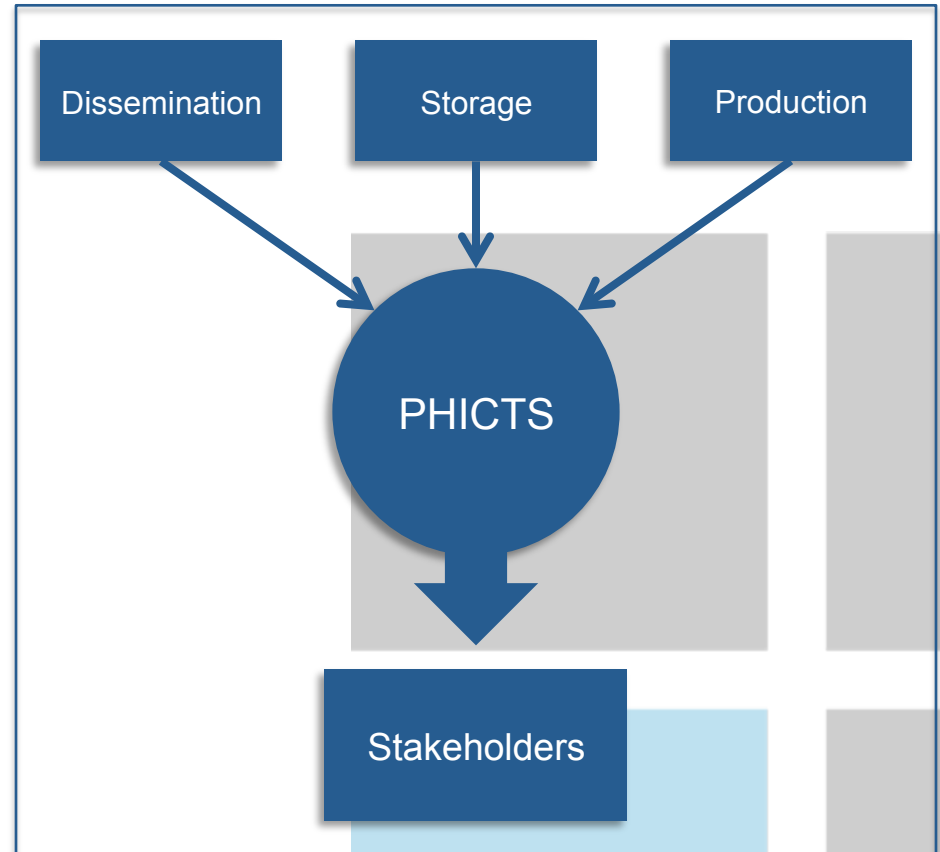 Dissemination
Storage
Production
PHICTS
Stakeholders